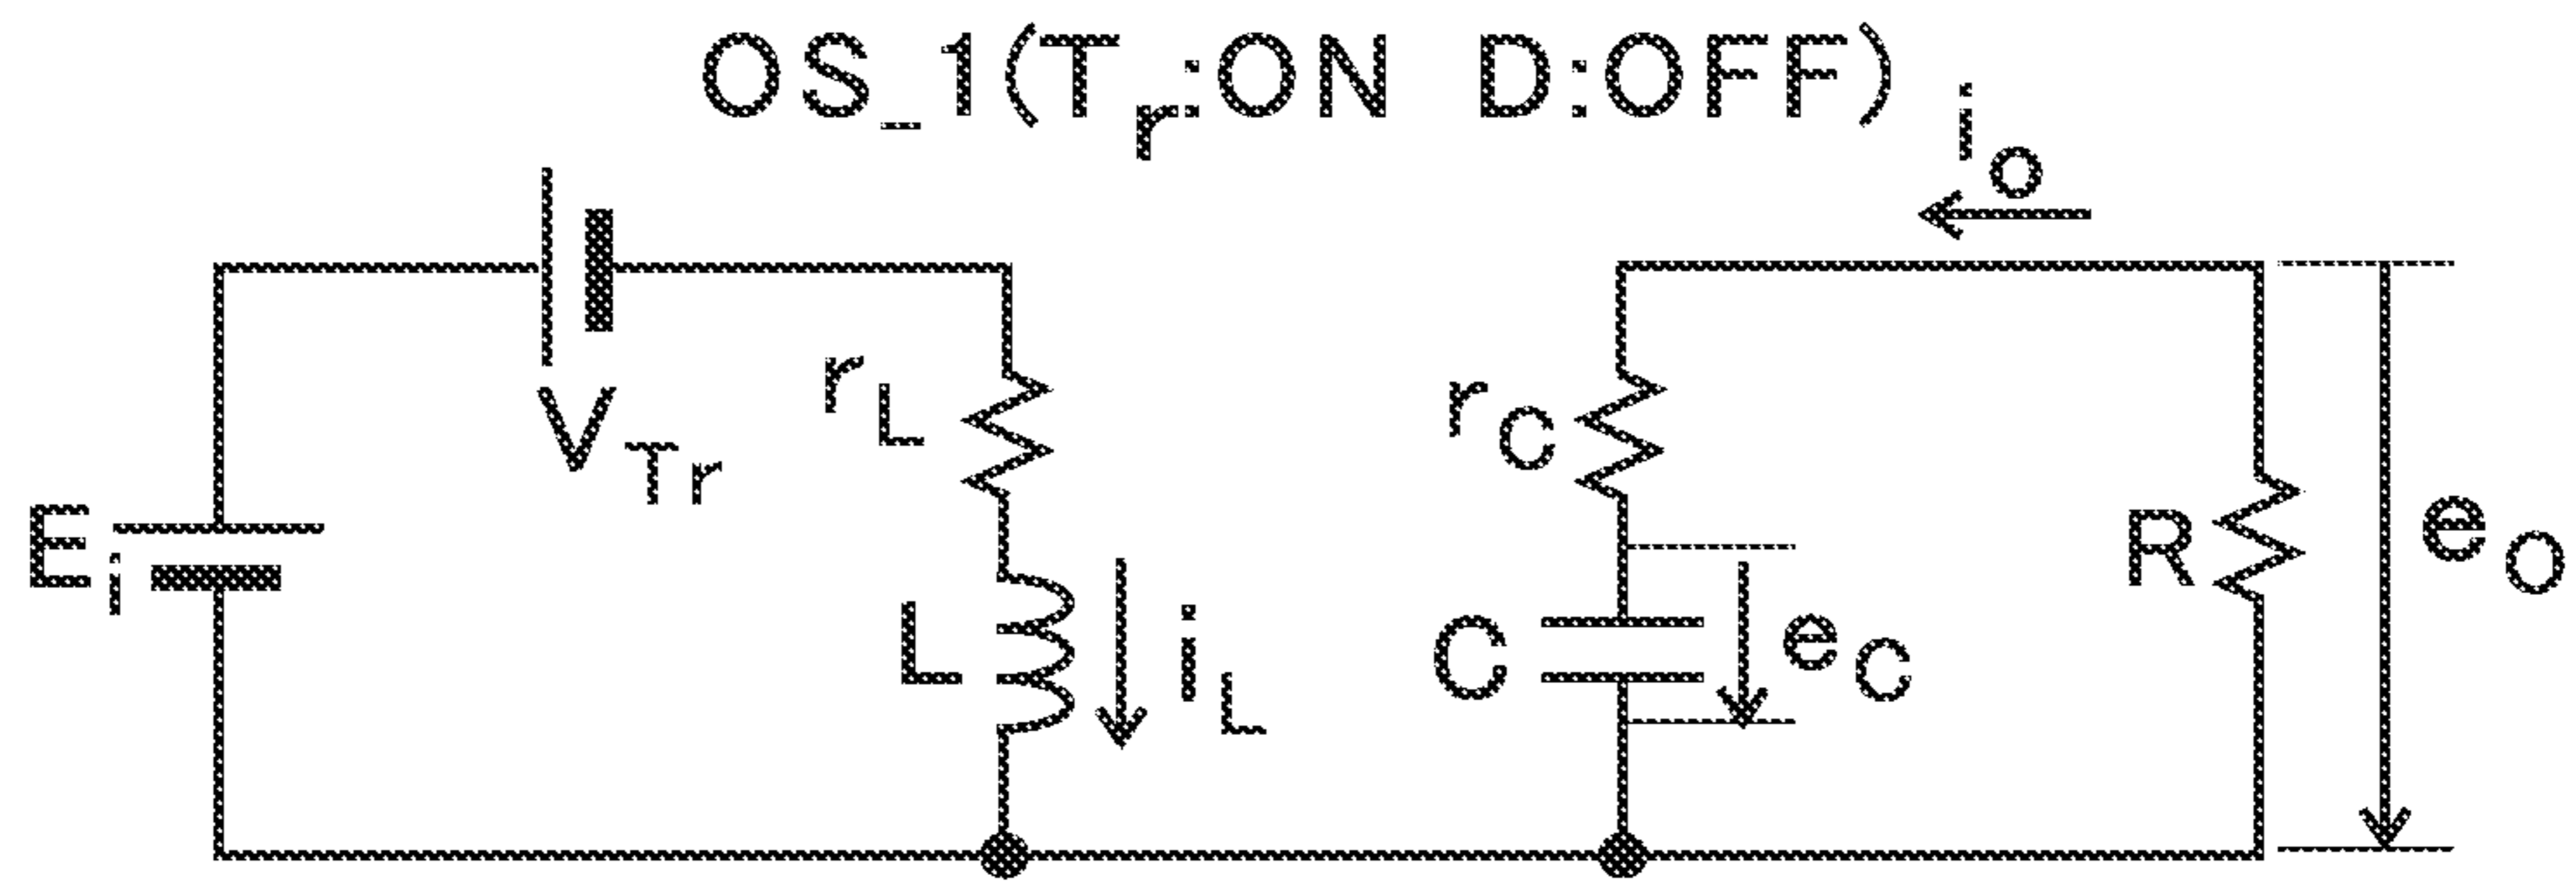 OS_1(Tr:ON D:OFF)
io
VTr
rL
rC
Ei
L
iL
C
eC
R
eO